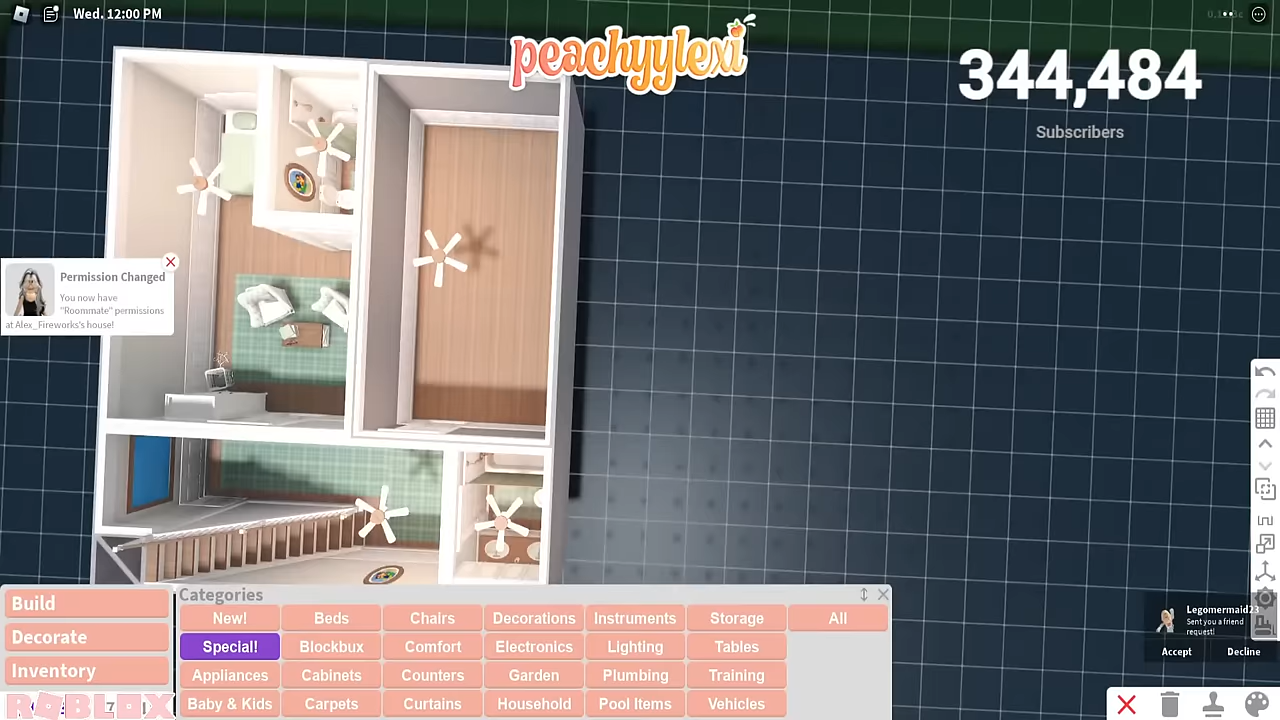 Wed. 12:00 PM
peachyylexi
344,484
Subscribers
Permission Changed
You now have
"Roommate" permissions
at Alex_Fireworks's house!
Legomermaid23
Sent you a friend
request!
Accept
Decline
Build
Decorate
Inventory
Categories
New!
Beds
Chairs
Decorations
Instruments
Storage
All
Special!
Blockbux
Comfort
Electronics
Lighting
Tables
Appliances
Cabinets
Counters
Garden
Plumbing
Training
Baby & Kids
Carpets
Curtains
Household
Pool Items
Vehicles
ROBLOX